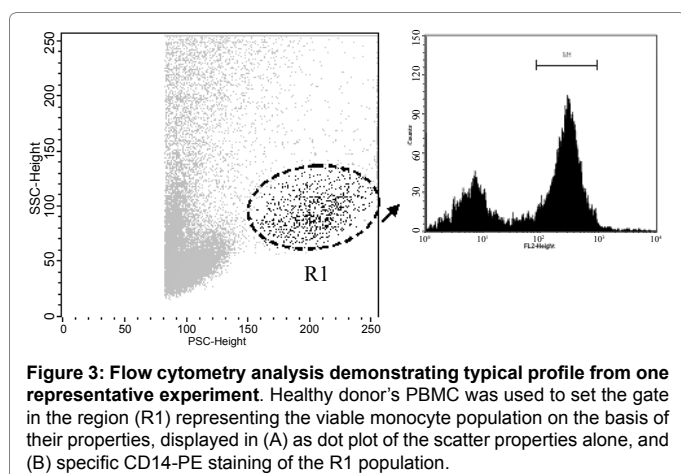 250
200
150
100
50
0
SSC-Height
0 50 100 150 200 250
PSC-Height
R1
150
120
90
60
30
0
Counts
M1
10⁰ 10¹ 10² 10³ 10⁴
FL2-Height
Figure 3: Flow cytometry analysis demonstrating typical profile from one
representative experiment. Healthy donor's PBMC was used to set the gate
in the region (R1) representing the viable monocyte population on the basis of
their properties, displayed in (A) as dot plot of the scatter properties alone, and
(B) specific CD14-PE staining of the R1 population.